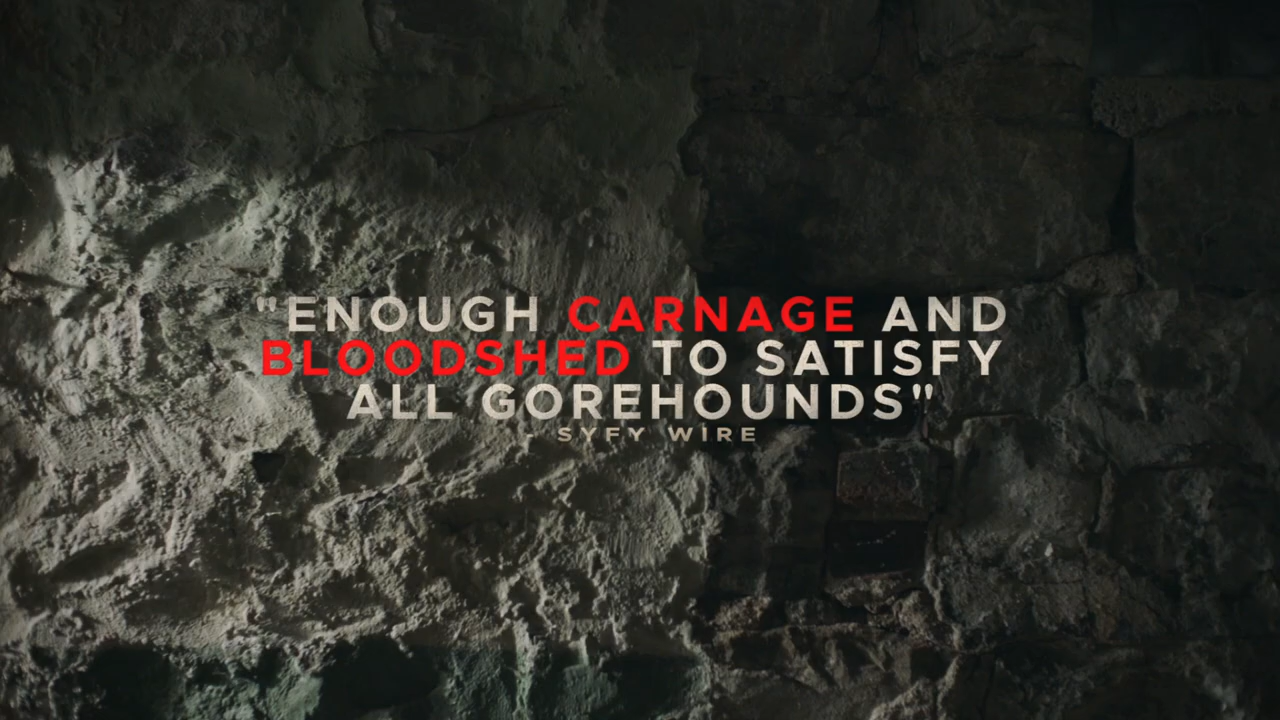 "ENOUGH CARNAGE AND
BLOODSHED TO SATISFY
ALL GOREHOUNDS"
- SYFY WIRE